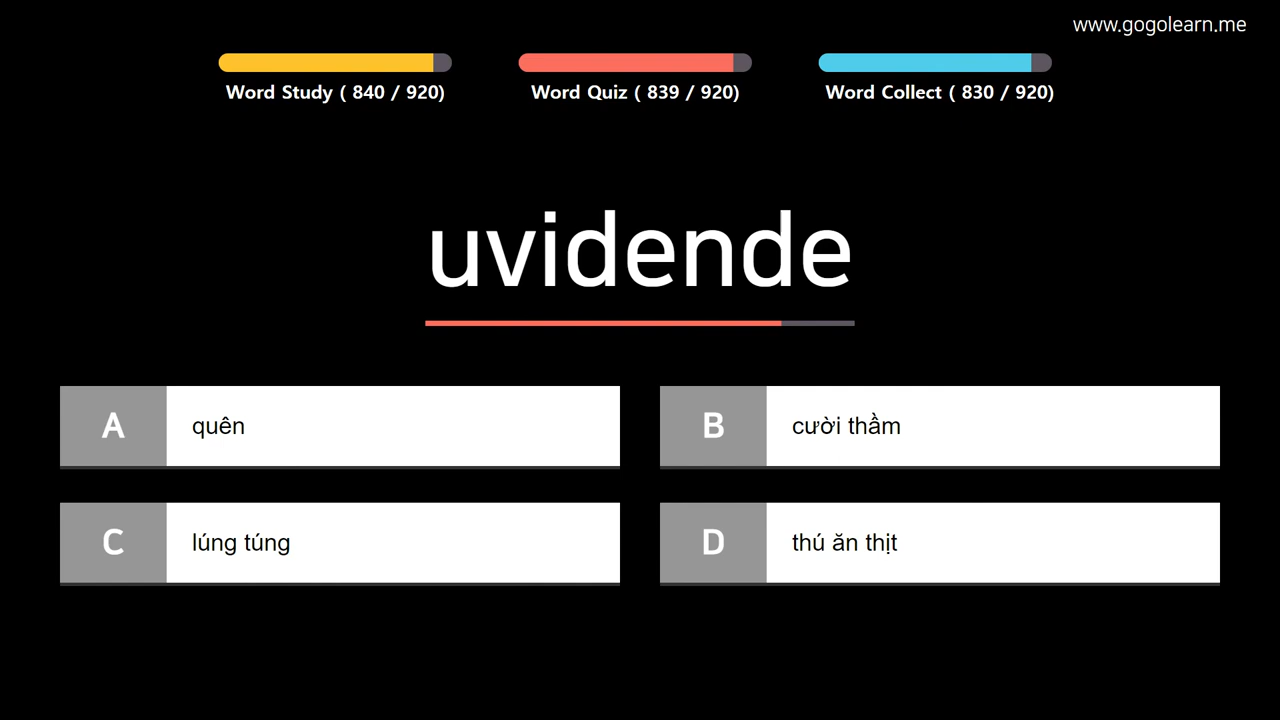 www.gogolearn.me
Word Study ( 840 / 920)
Word Quiz ( 839 / 920)
Word Collect ( 830 / 920)
uvidende
A quên
B cười thầm
C lúng túng
D thú ăn thịt